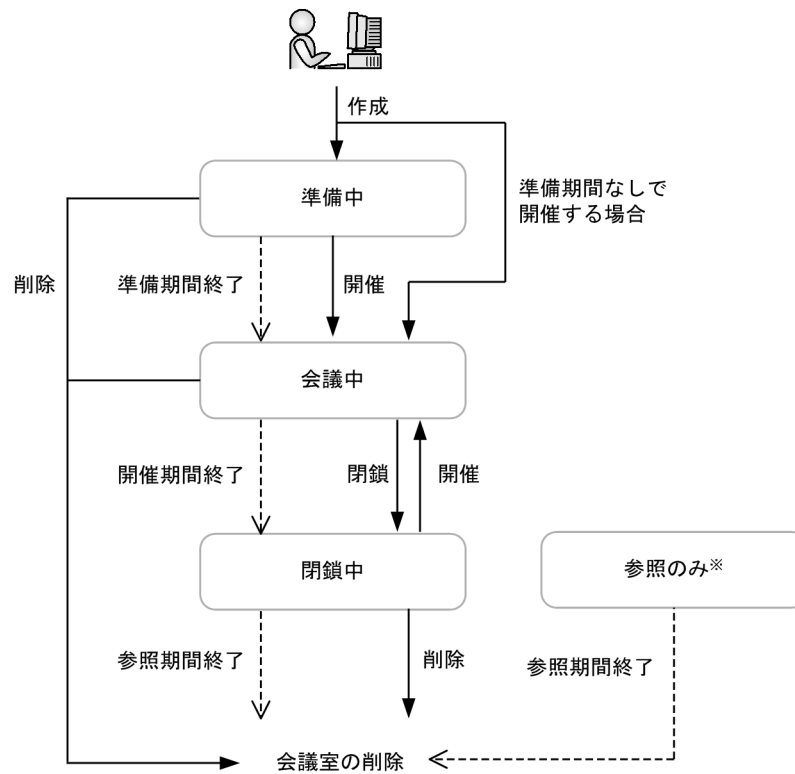 作成
準備中
準備期間なしで
開催する場合
削除
準備期間終了
開催
会議中
開催期間終了
閉鎖
開催
閉鎖中
参照のみ※
参照期間終了
削除
参照期間終了
会議室の削除